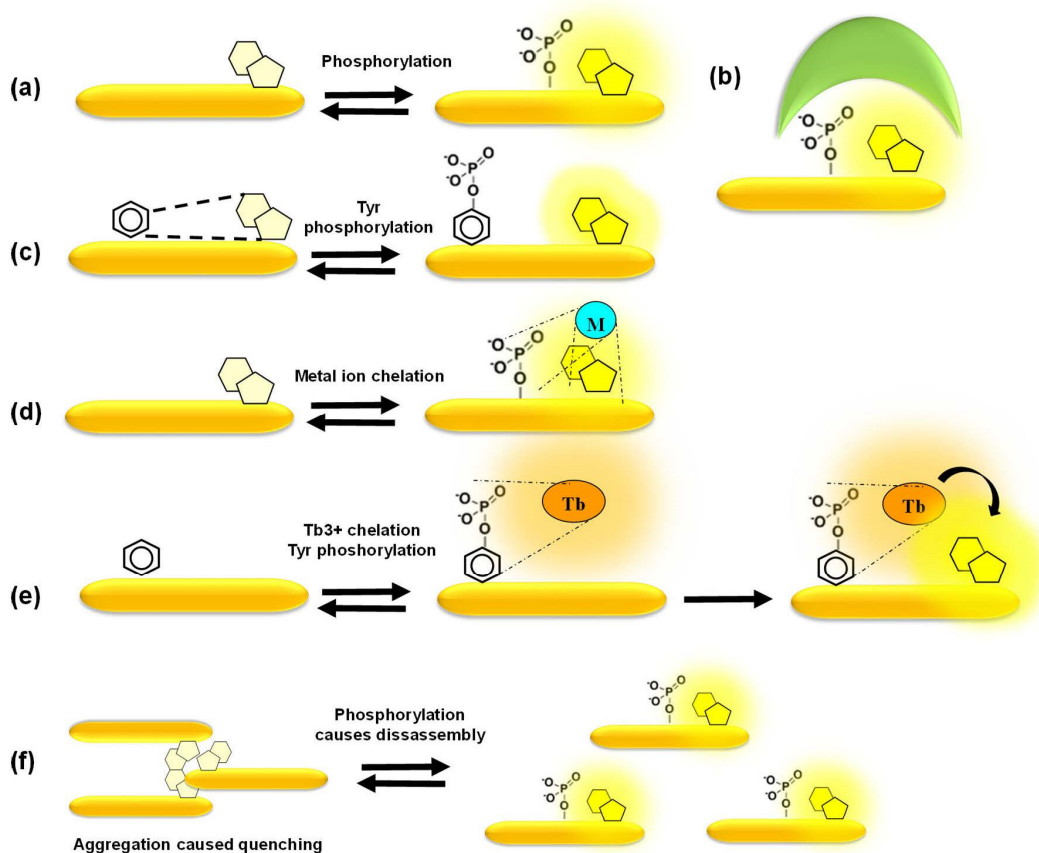 (a)
Phosphorylation
-O
O
P
-O
O
(b)
-O
O
P
-O
O
(c)
Tyr
phosphorylation
-O
O
P
-O
O
(d)
Metal ion chelation
M
-O
O
P
-O
O
(e)
Tb3+ chelation
Tyr phoshorylation
-O
O
P
-O
O
Tb
-O
O
P
-O
O
Tb
(f)
Phosphorylation
causes dissassembly
-O
O
P
-O
O
-O
O
P
-O
O
-O
O
P
-O
O
Aggregation caused quenching